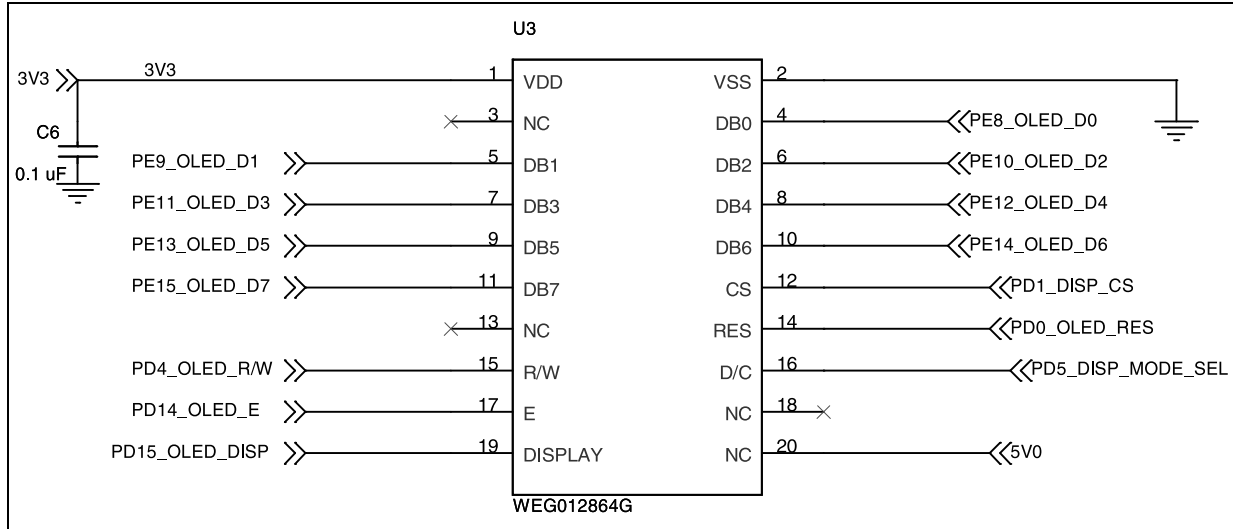 U3
3V3 3V3 1 VDD VSS 2
3 NC DB0 4 PE8_OLED_D0
C6
0.1 uF
PE9_OLED_D1 5 DB1 DB2 6 PE10_OLED_D2
PE11_OLED_D3 7 DB3 DB4 8 PE12_OLED_D4
PE13_OLED_D5 9 DB5 DB6 10 PE14_OLED_D6
PE15_OLED_D7 11 DB7 CS 12 PD1_DISP_CS
13 NC RES 14 PD0_OLED_RES
PD4_OLED_R/W 15 R/W D/C 16 PD5_DISP_MODE_SEL
PD14_OLED_E 17 E NC 18
PD15_OLED_DISP 19 DISPLAY NC 20 5V0
WEG012864G